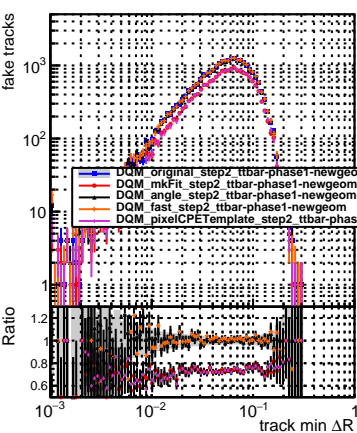 fake tracks
10³
10²
10
1
DQM_original_step2_ttbar-phase1-newgeom
DQM_mkFit_step2_ttbar-phase1-newgeom
DQM_angle_step2_ttbar-phase1-newgeom
DQM_fast_step2_ttbar-phase1-newgeom
DQM_pixelCPETemplate_step2_ttbar-phas
Ratio
1.2
1
0.8
0.6
10⁻³ 10⁻² 10⁻¹ 1
track min ΔR